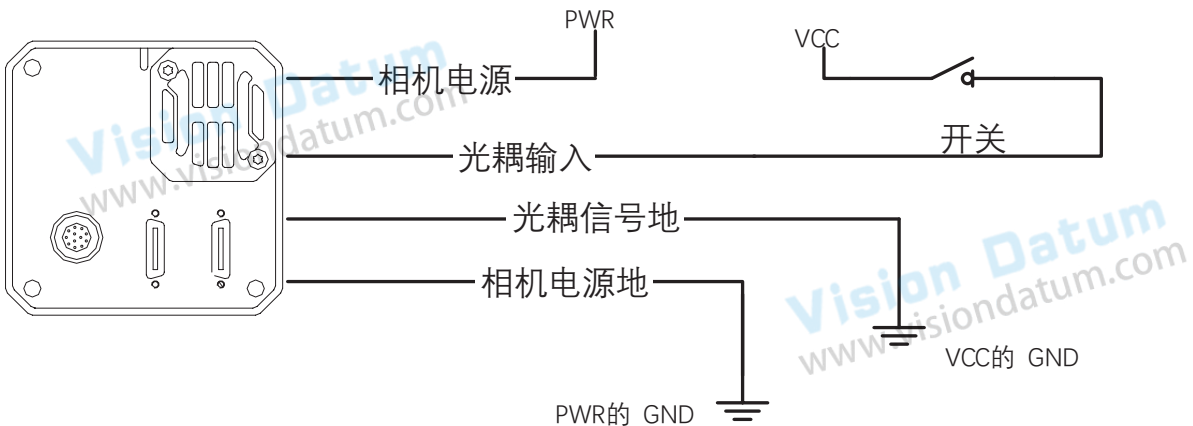 PWR
VCC
相机电源
开关
光耦输入
光耦信号地
相机电源地
VCC的 GND
PWR的 GND
Vision Datum
www.visiondatum.com
Vision Datum
www.visiondatum.com